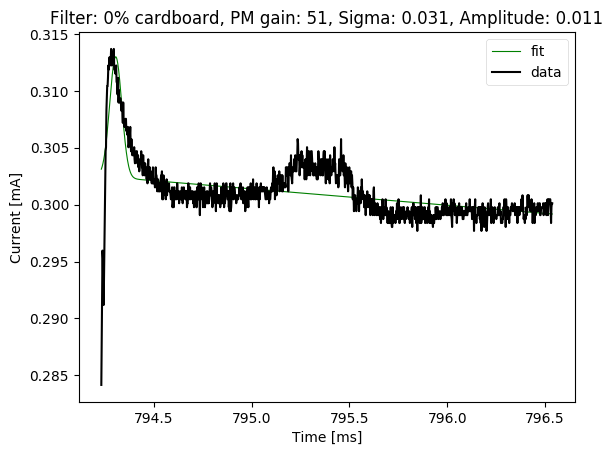 Filter: 0% cardboard, PM gain: 51, Sigma: 0.031, Amplitude: 0.011
fit
data
0.315
0.310
0.305
0.300
0.295
0.290
0.285
Current [mA]
794.5 795.0 795.5 796.0 796.5
Time [ms]